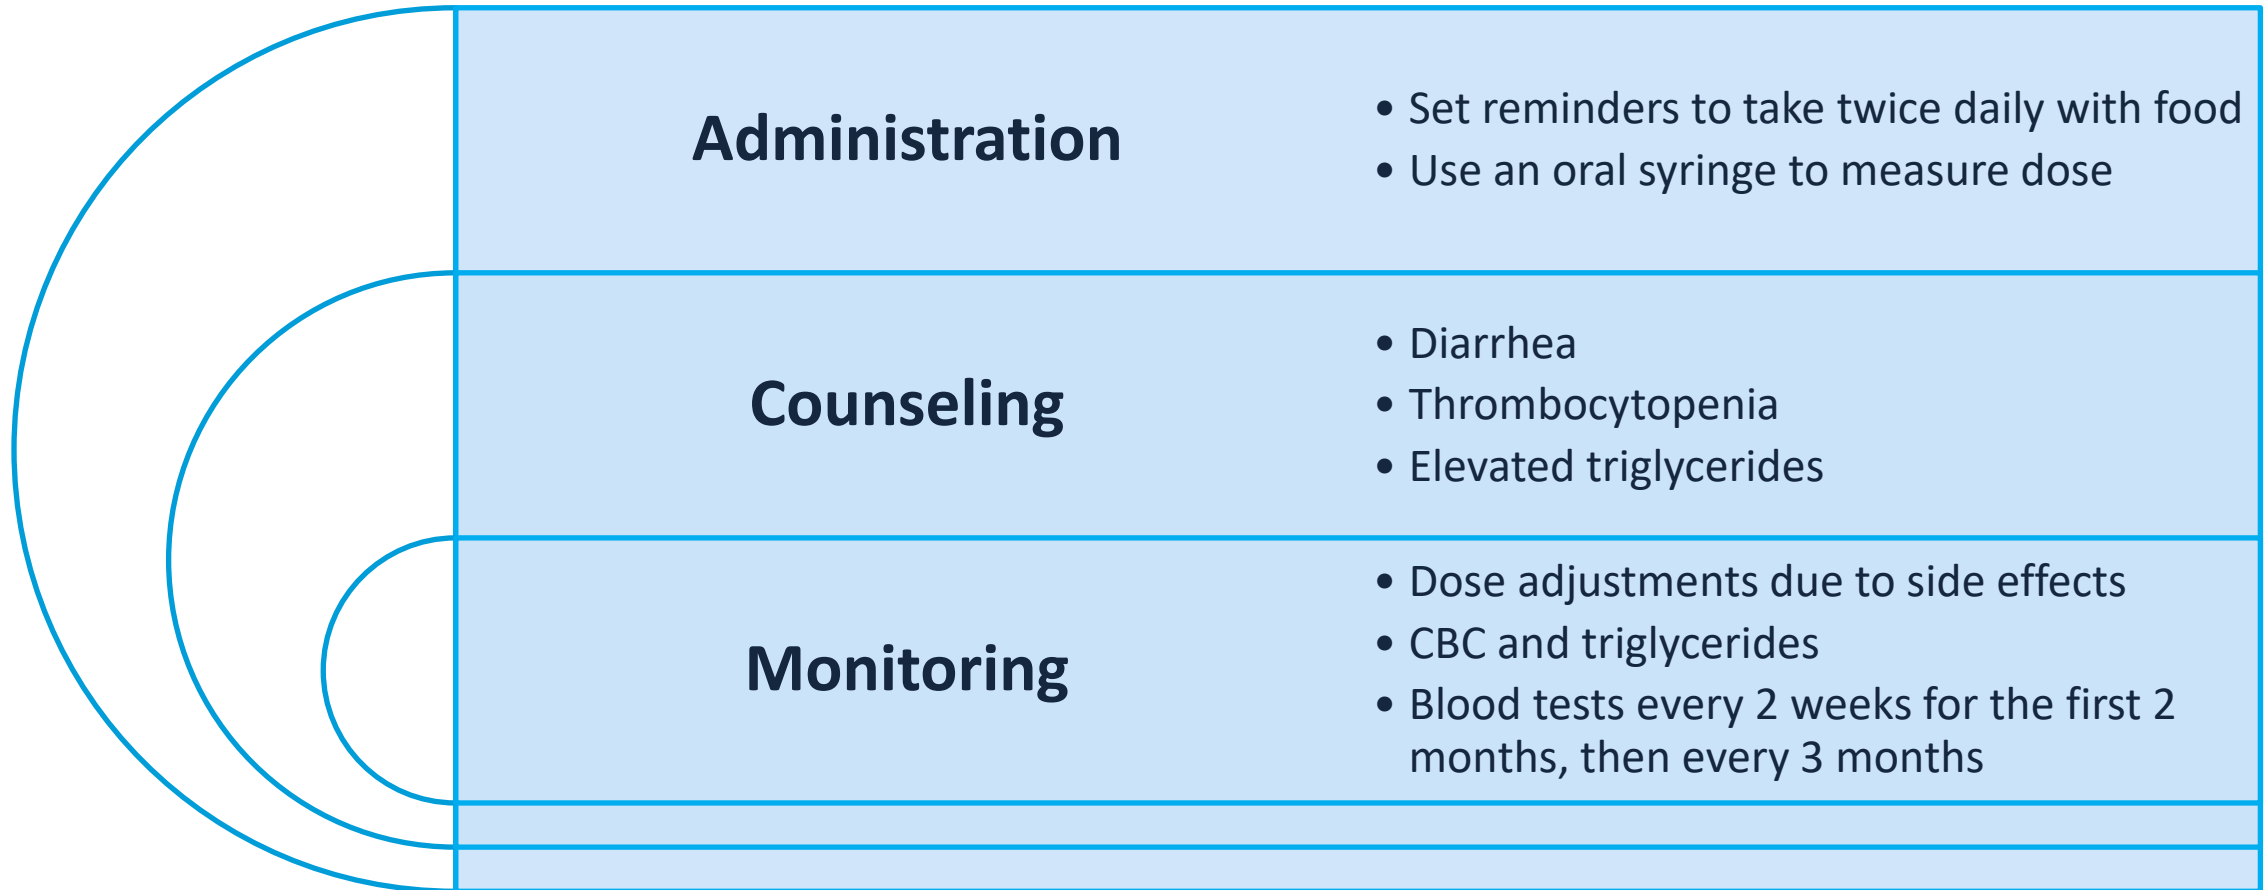 Administration
• Set reminders to take twice daily with food
• Use an oral syringe to measure dose
Counseling
• Diarrhea
• Thrombocytopenia
• Elevated triglycerides
Monitoring
• Dose adjustments due to side effects
• CBC and triglycerides
• Blood tests every 2 weeks for the first 2
months, then every 3 months